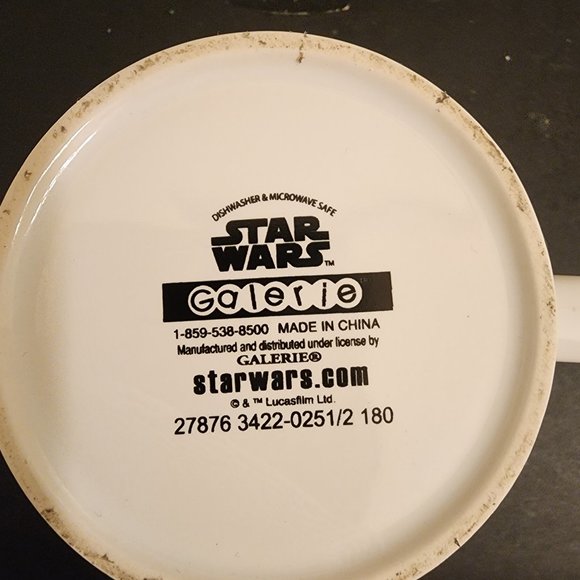 DISHWASHER & MICROWAVE SAFE
STAR
WARS™
Galerie
1-859-538-8500 MADE IN CHINA
Manufactured and distributed under license by
GALERIE®
starwars.com
© & ™ Lucasfilm Ltd.
27876 3422-0251/2 180